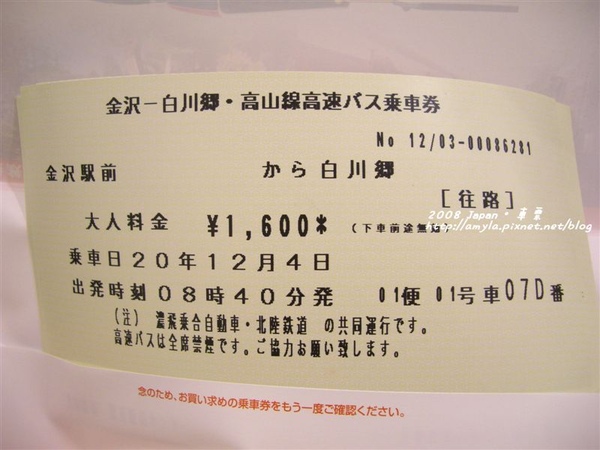 金沢－白川郷・高山線高速バス乗車券
No 12/03-00086281
金沢駅前 から白川郷
[往路]
大人料金 ¥1,600* (下車前途無効)
2008 Japan・車票
http://amyla.pixnet.net/blog
乗車日20年12月4日
出発時刻08時40分発 01便 01号車07D番
(注) 濃飛乗合自動車・北陸鉄道 の共同運行です。
高速バスは全席禁煙です。ご協力お願い致します。
念のため、お買い求めの乗車券をもう一度ご確認ください。